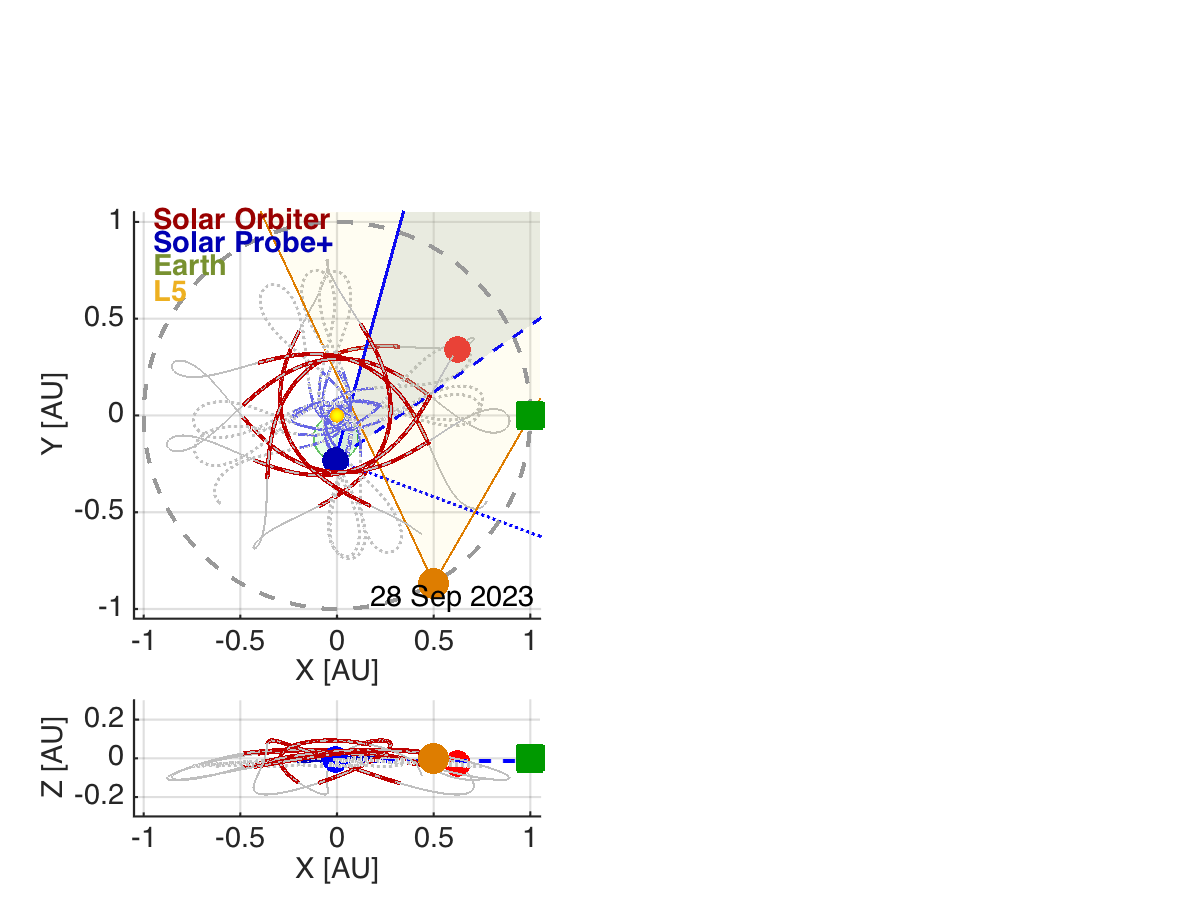 1
Solar Orbiter
Solar Probe+
Earth
L5
0.5
0
-0.5
-1
Y [AU]
28 Sep 2023
-1 -0.5 0 0.5 1
X [AU]
0.2
0
-0.2
Z [AU]
-1 -0.5 0 0.5 1
X [AU]